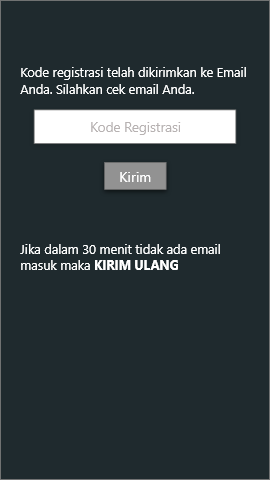 Kode registrasi telah dikirimkan ke Email
Anda. Silahkan cek email Anda.
Kode Registrasi
Kirim
Jika dalam 30 menit tidak ada email
masuk maka KIRIM ULANG